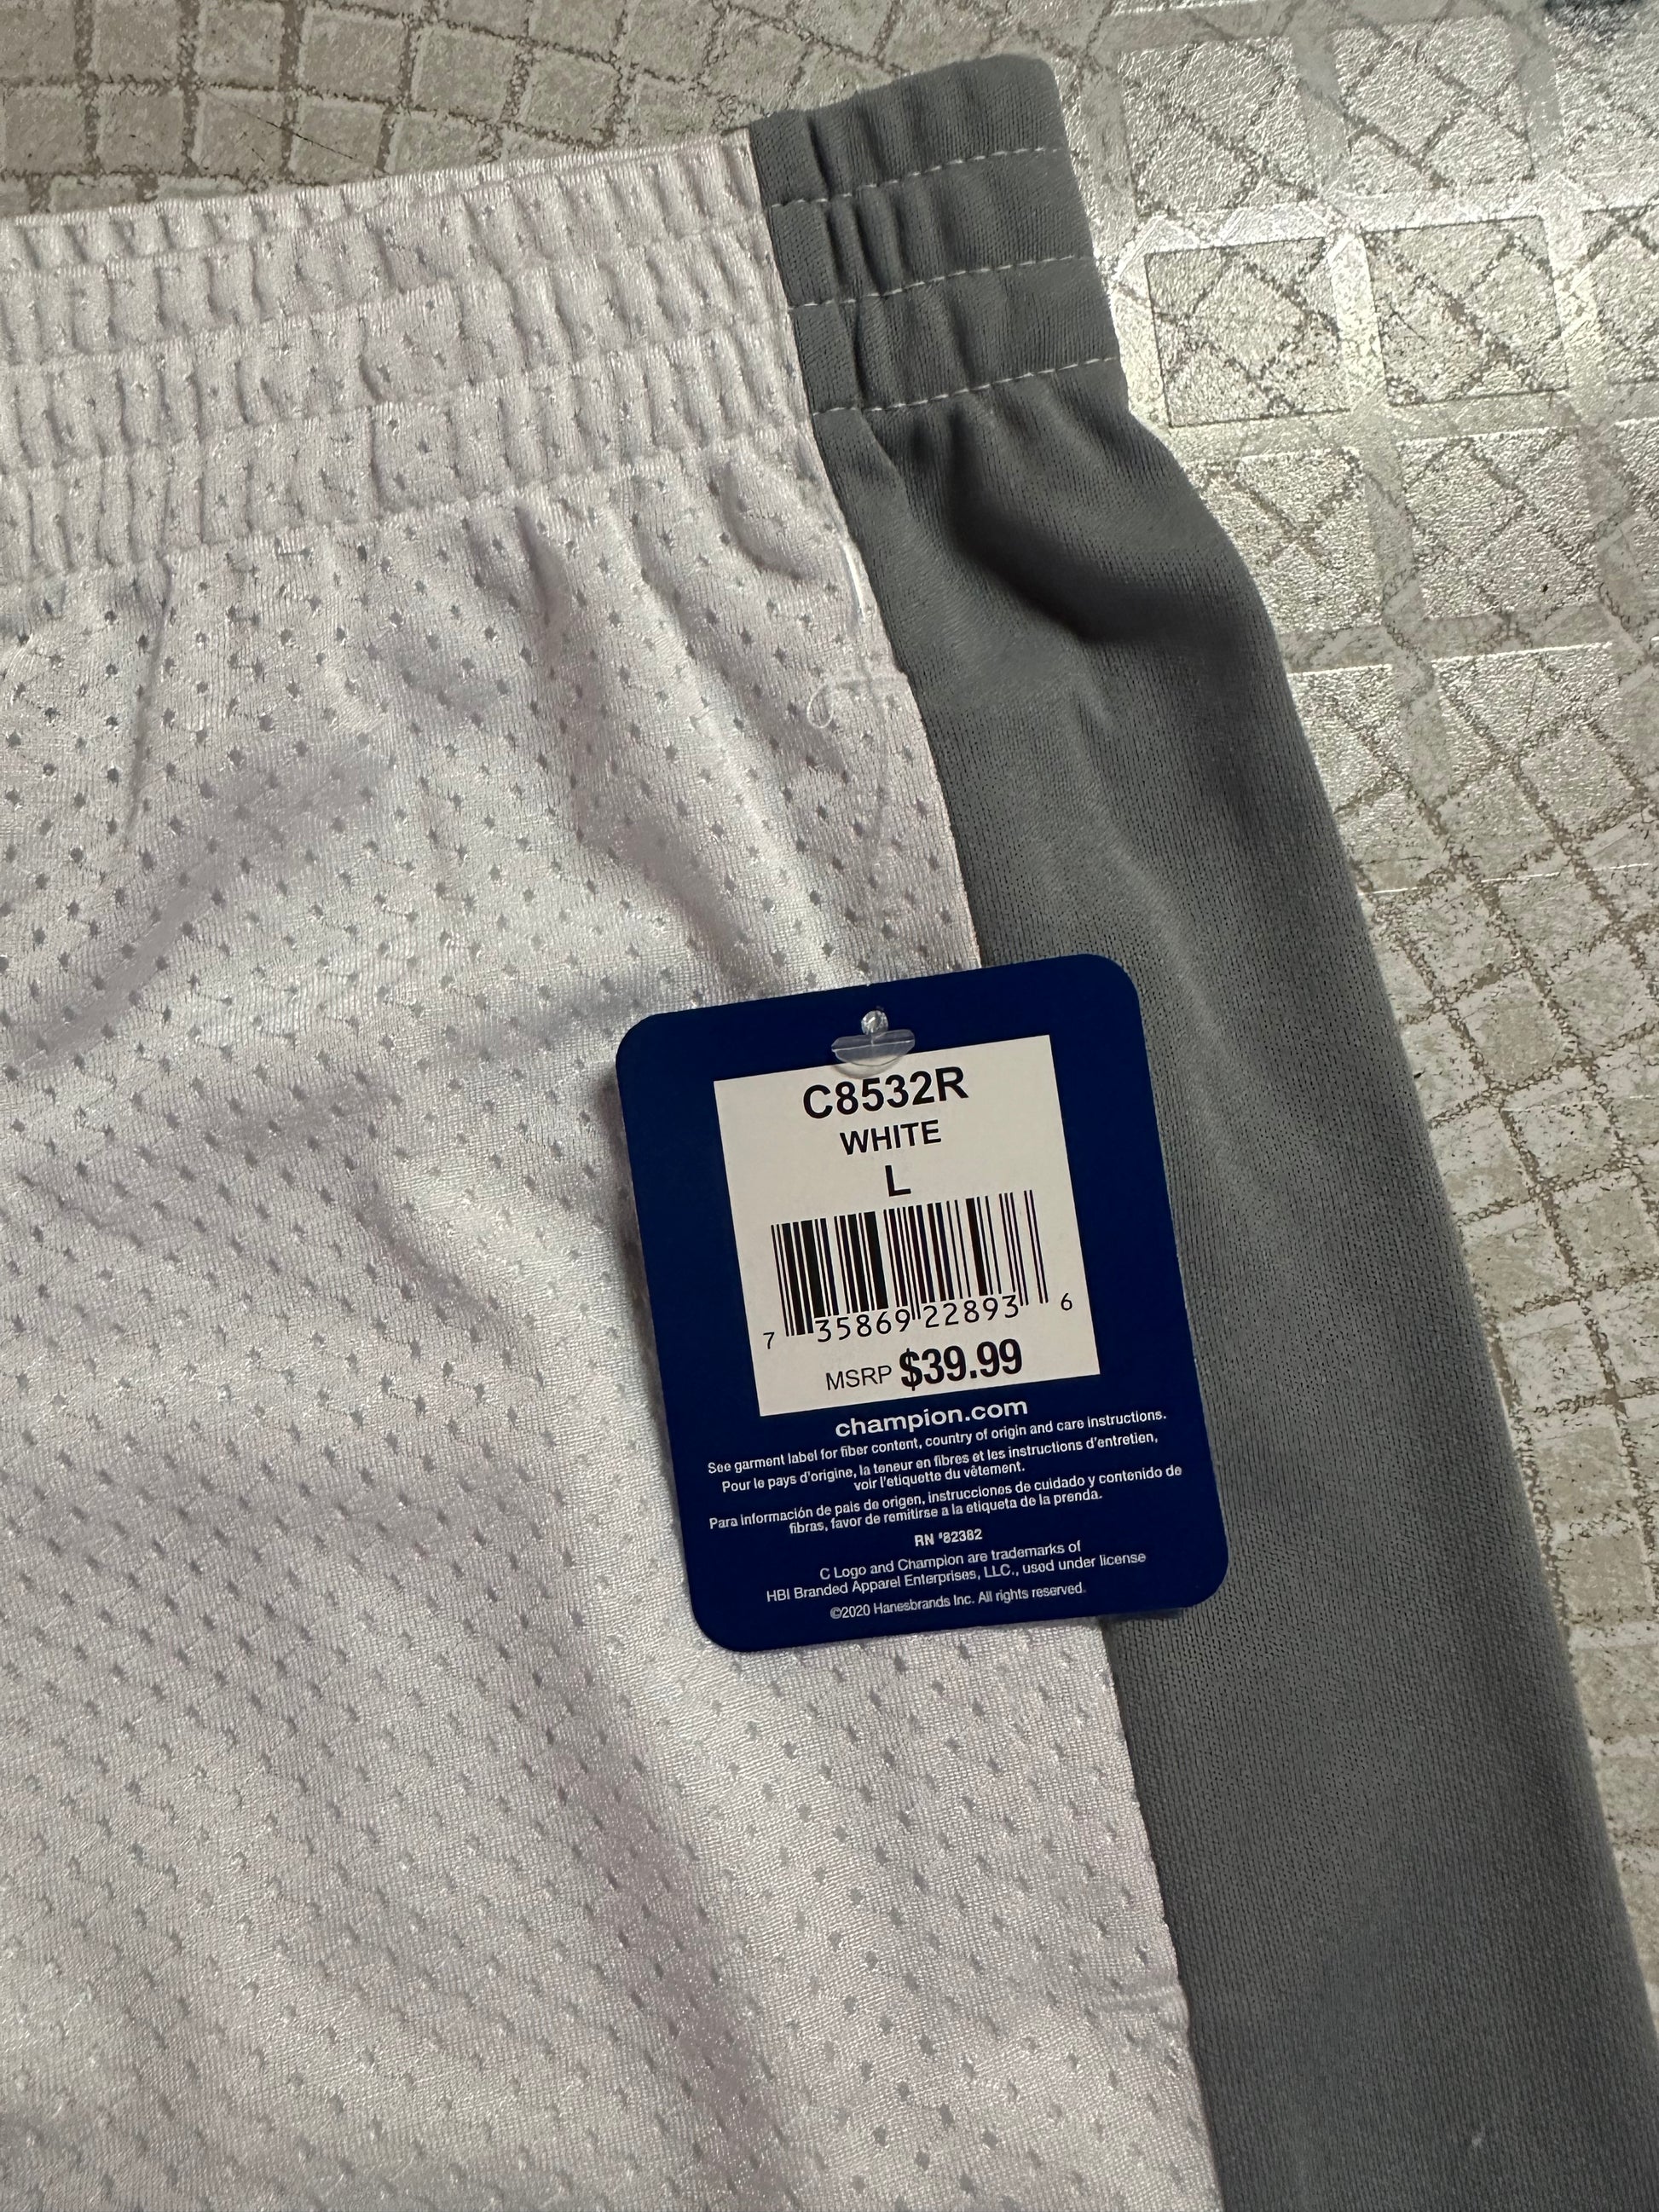 C8532R
WHITE
L
7 35869 22893 6
MSRP $39.99
champion.com
See garment label for fiber content, country of origin and care instructions.
Pour le pays d'origine, la teneur en fibres et les instructions d'entretien,
voir l'etiquette du vêtement.
Para información de pais de origen, instrucciones de cuidado y contenido de
fibras, favor de remitirse a la etiqueta de la prenda.
RN #82382
C Logo and Champion are trademarks of
HBI Branded Apparel Enterprises, LLC., used under license
©2020 Hanesbrands Inc. All rights reserved.